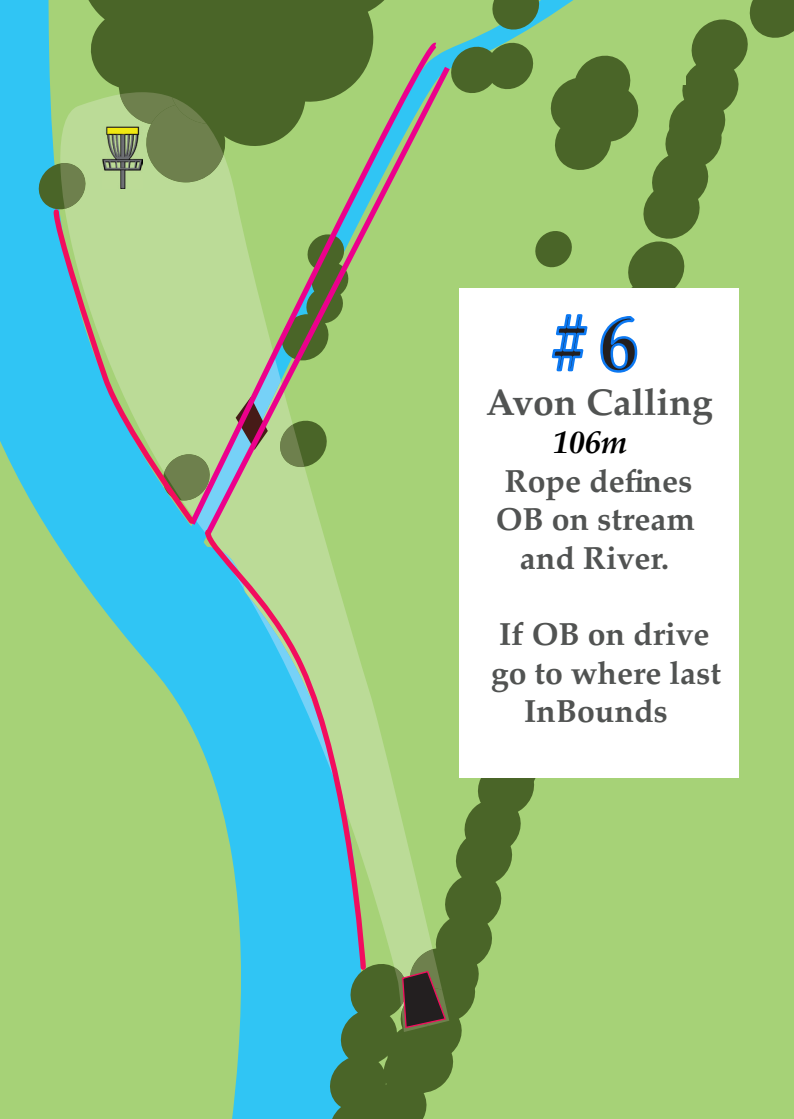 #6
Avon Calling
106m
Rope defines
OB on stream
and River.
If OB on drive
go to where last
InBounds